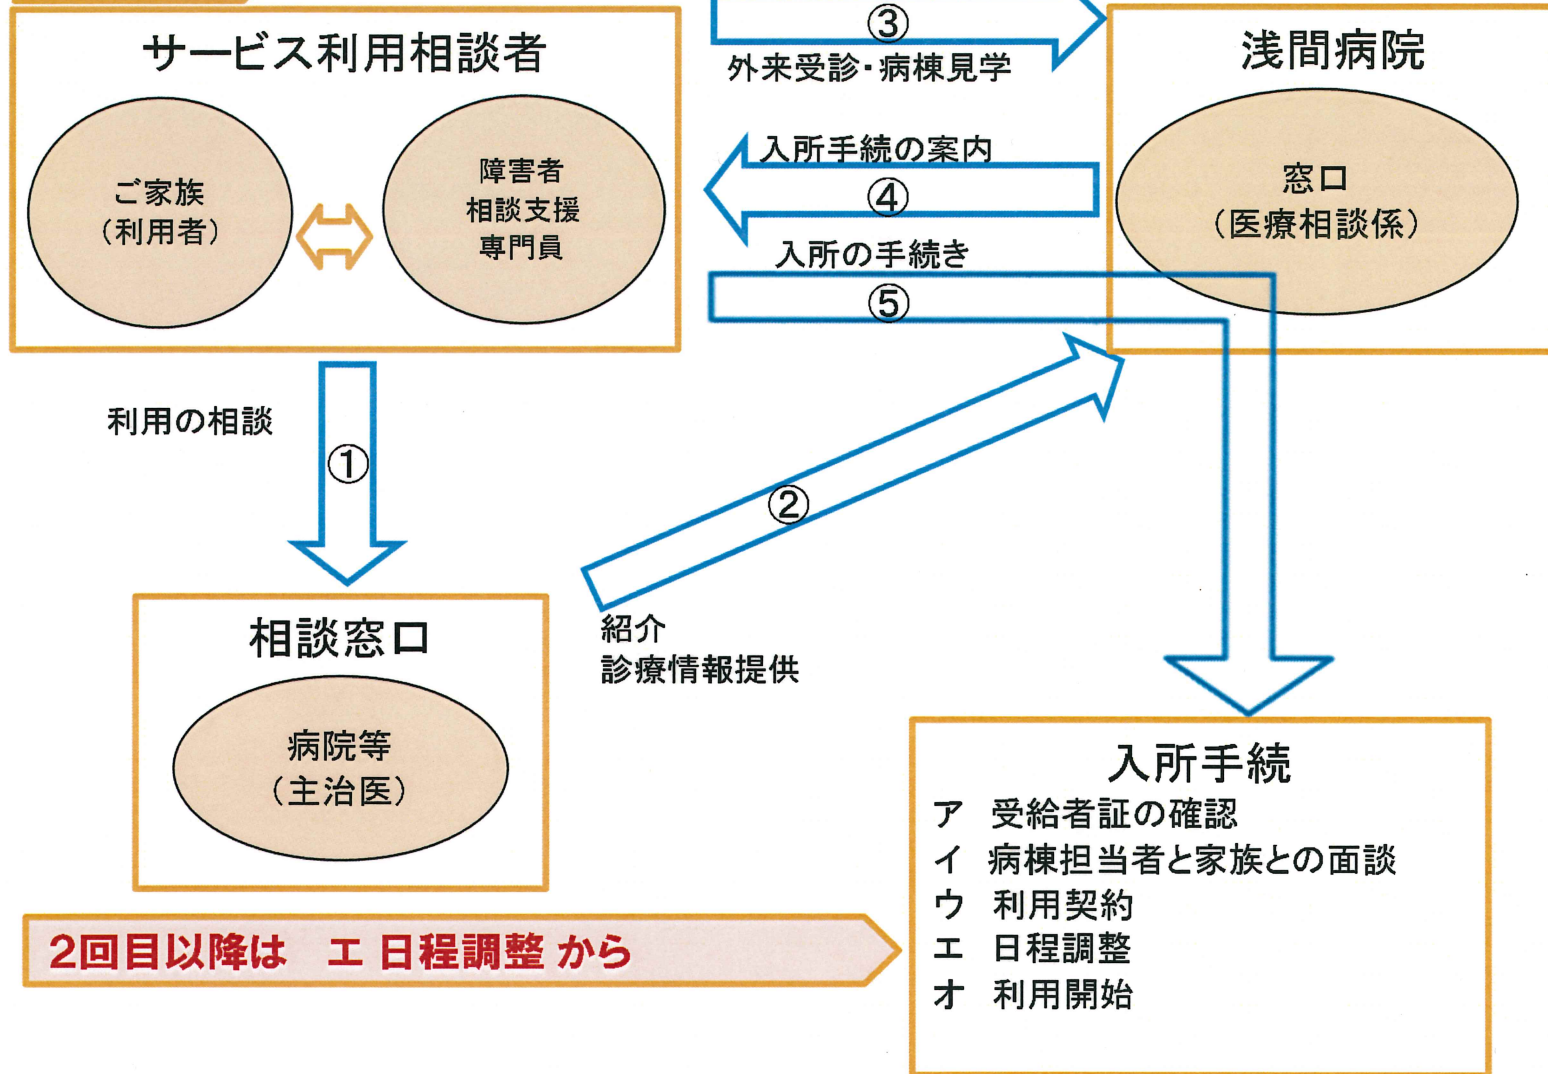 サービス利用相談者
ご家族
(利用者)
障害者
相談支援
専門員
③
外来受診・病棟見学
入所手続の案内
④
入所の手続き
⑤
浅間病院
窓口
(医療相談係)
利用の相談
①
②
紹介
診療情報提供
相談窓口
病院等
(主治医)
入所手続
ア 受給者証の確認
イ 病棟担当者と家族との面談
ウ 利用契約
エ 日程調整
オ 利用開始
2回目以降は エ 日程調整 から